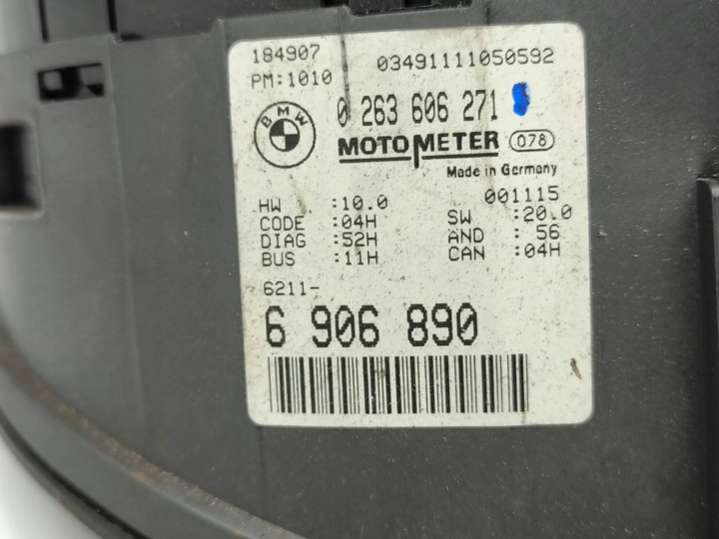 184907 03491111050592
PM:1010
BMW 0 263 606 271
MOTOMETER 078
Made in Germany
001115
HW :10.0 SW :20.0
CODE :04H AND : 56
DIAG :52H CAN :04H
BUS :11H
6211-
6 906 890